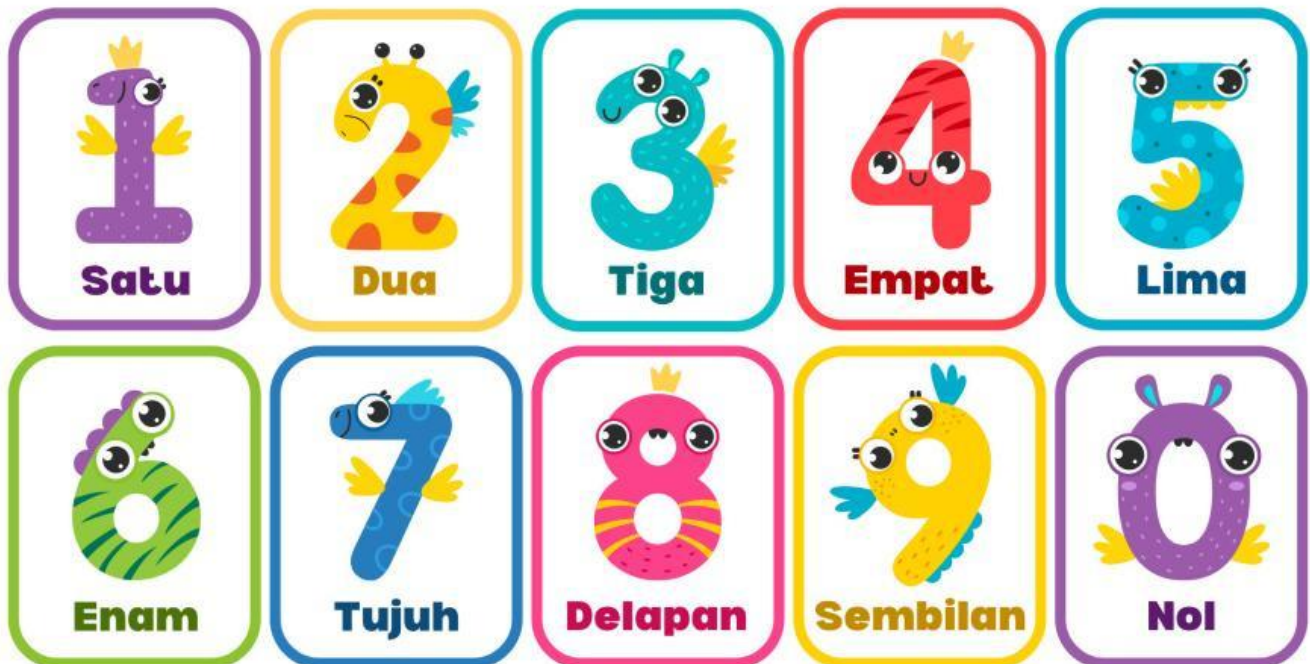 1 2 3 4 5
Satu Dua Tiga Empat Lima
6 7 8 9 0
Enam Tujuh Delapan Sembilan Nol